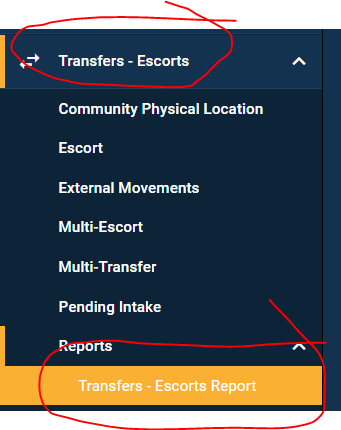 Transfers - Escorts
Community Physical Location
Escort
External Movements
Multi-Escort
Multi-Transfer
Pending Intake
Reports
Transfers - Escorts Report